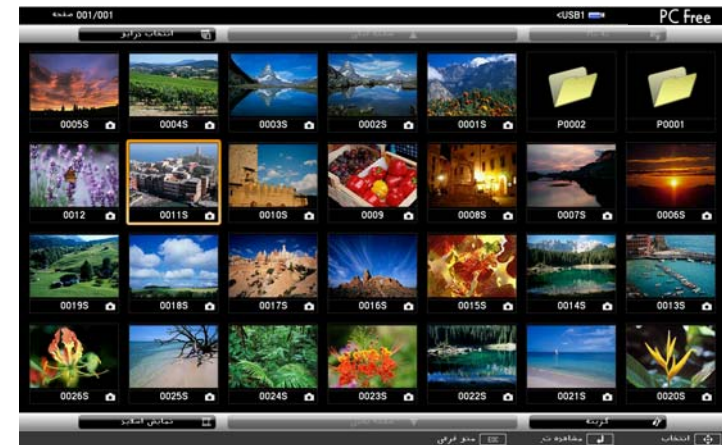 PC Free <USB1 صفحه 001/001
انتخاب درایو
P0001 P0002 0001S 0002S 0003S 0004S 0005S
0006S 0007S 0008S 0009 0010S 0011S 0012
0013S 0014S 0015S 0016S 0017S 0018S 0019S
0020S 0021S 0022S 0023S 0024S 0025S 0026S
گزینه نمایش اسلاید
انتخاب ESC